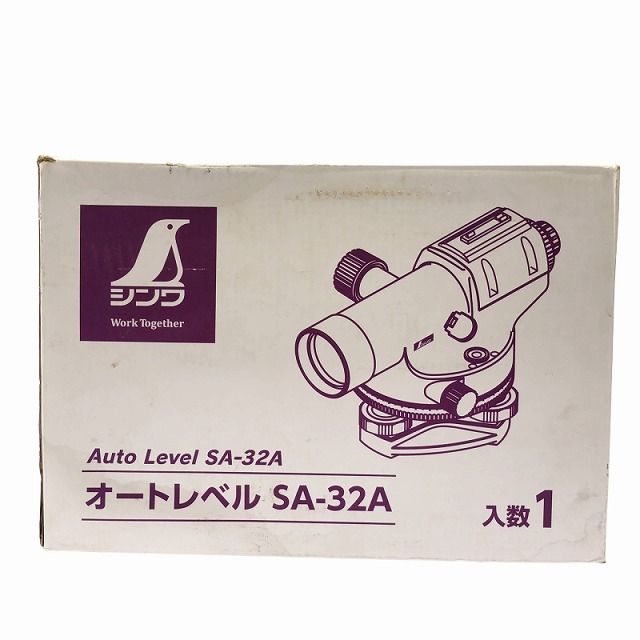 シンワ
Work Together
Auto Level SA-32A
オートレベル SA-32A
入数 1